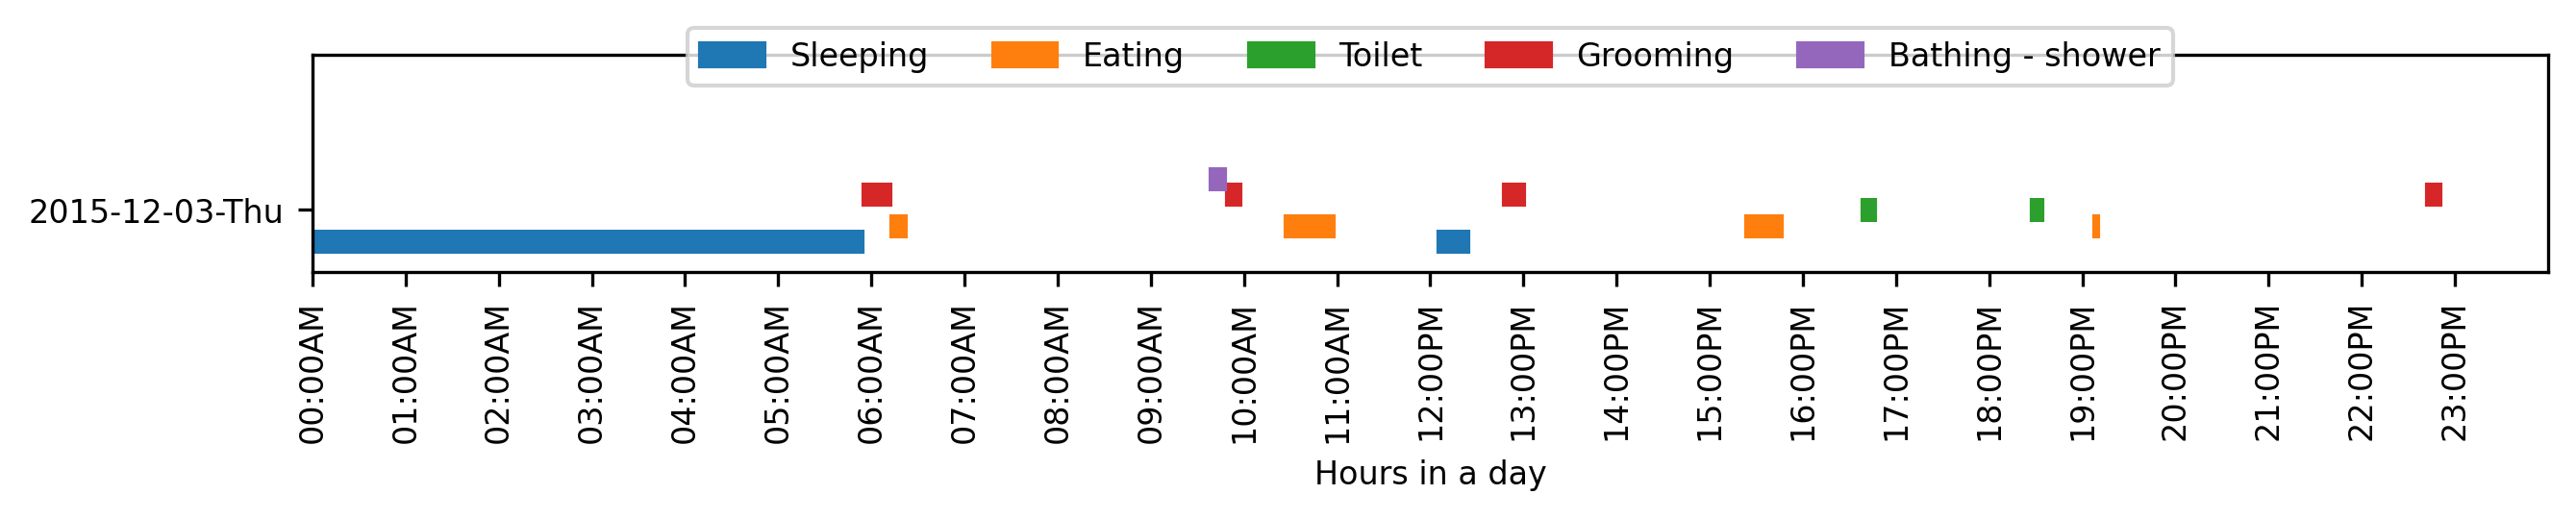 Sleeping Eating Toilet Grooming Bathing - shower
2015-12-03-Thu
00:00AM 01:00AM 02:00AM 03:00AM 04:00AM 05:00AM 06:00AM 07:00AM 08:00AM 09:00AM 10:00AM 11:00AM 12:00PM 13:00PM 14:00PM 15:00PM 16:00PM 17:00PM 18:00PM 19:00PM 20:00PM 21:00PM 22:00PM 23:00PM
Hours in a day